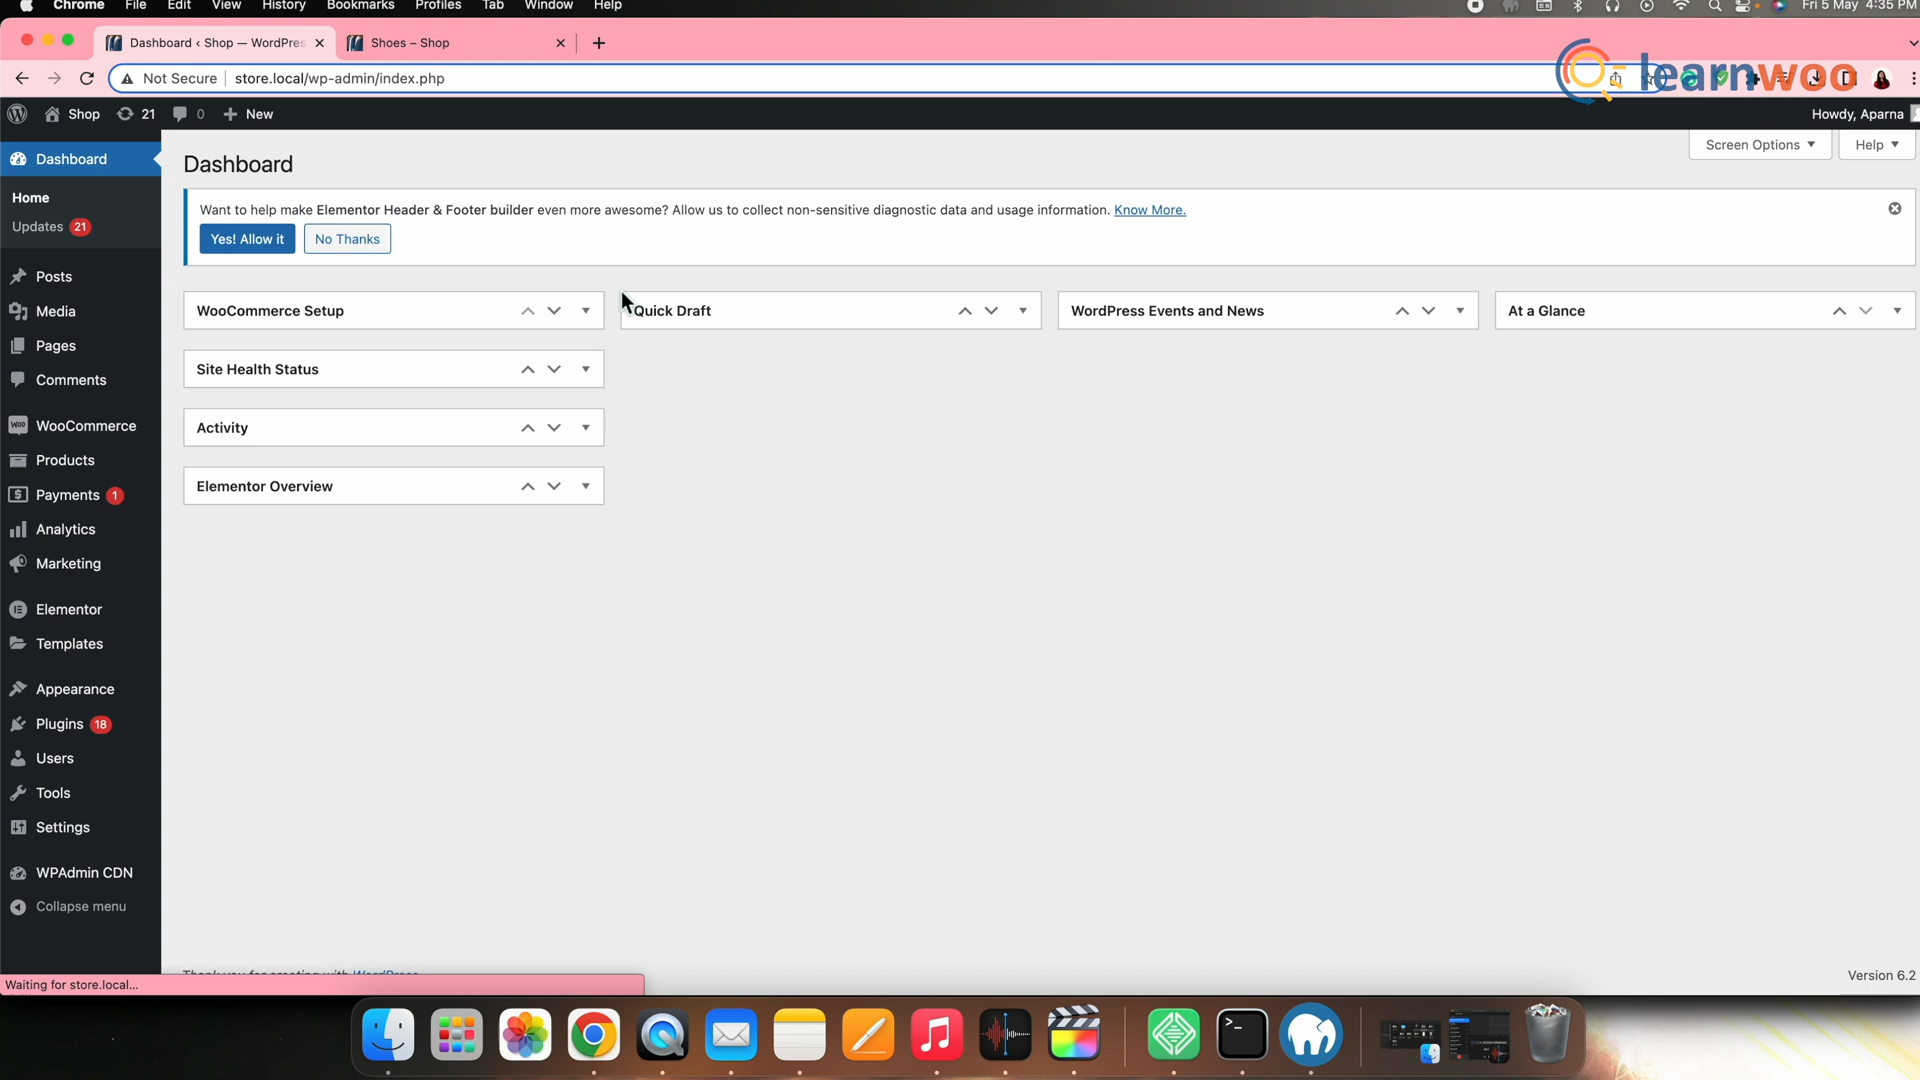 Chrome File Edit View History Bookmarks Profiles Tab Window Help Fri 5 May 4:35 PM
Dashboard ‹ Shop — WordPres Shoes – Shop
Not Secure store.local/wp-admin/index.php
learnwoo
Shop 21 0 New Howdy, Aparna
Dashboard
Home
Updates 21
Posts
Media
Pages
Comments
WooCommerce
Products
Payments 1
Analytics
Marketing
Elementor
Templates
Appearance
Plugins 18
Users
Tools
Settings
WPAdmin CDN
Collapse menu
Screen Options Help
Dashboard
Want to help make Elementor Header & Footer builder even more awesome? Allow us to collect non-sensitive diagnostic data and usage information. Know More.
Yes! Allow it No Thanks
WooCommerce Setup Quick Draft WordPress Events and News At a Glance
Site Health Status
Activity
Elementor Overview
Thank you for creating with WordPress
Version 6.2
Waiting for store.local...